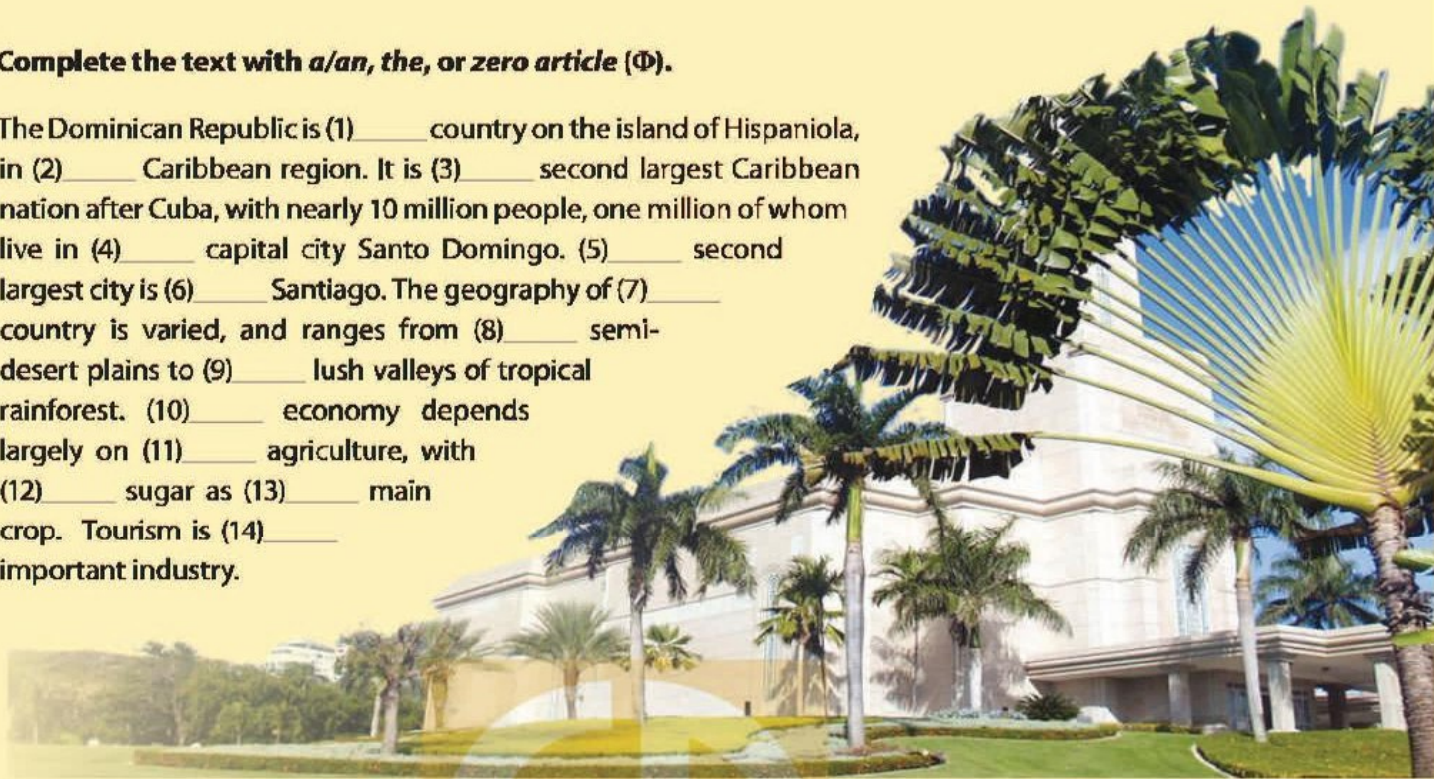 Complete the text with a/an, the, or zero article (Φ).
The Dominican Republic is (1)_____ country on the island of Hispaniola,
in (2)_____ Caribbean region. It is (3)_____ second largest Caribbean
nation after Cuba, with nearly 10 million people, one million of whom
live in (4)_____ capital city Santo Domingo. (5)_____ second
largest city is (6)_____ Santiago. The geography of (7)_____
country is varied, and ranges from (8)_____ semi-
desert plains to (9)_____ lush valleys of tropical
rainforest. (10)_____ economy depends
largely on (11)_____ agriculture, with
(12)_____ sugar as (13)_____ main
crop. Tourism is (14)_____
important industry.